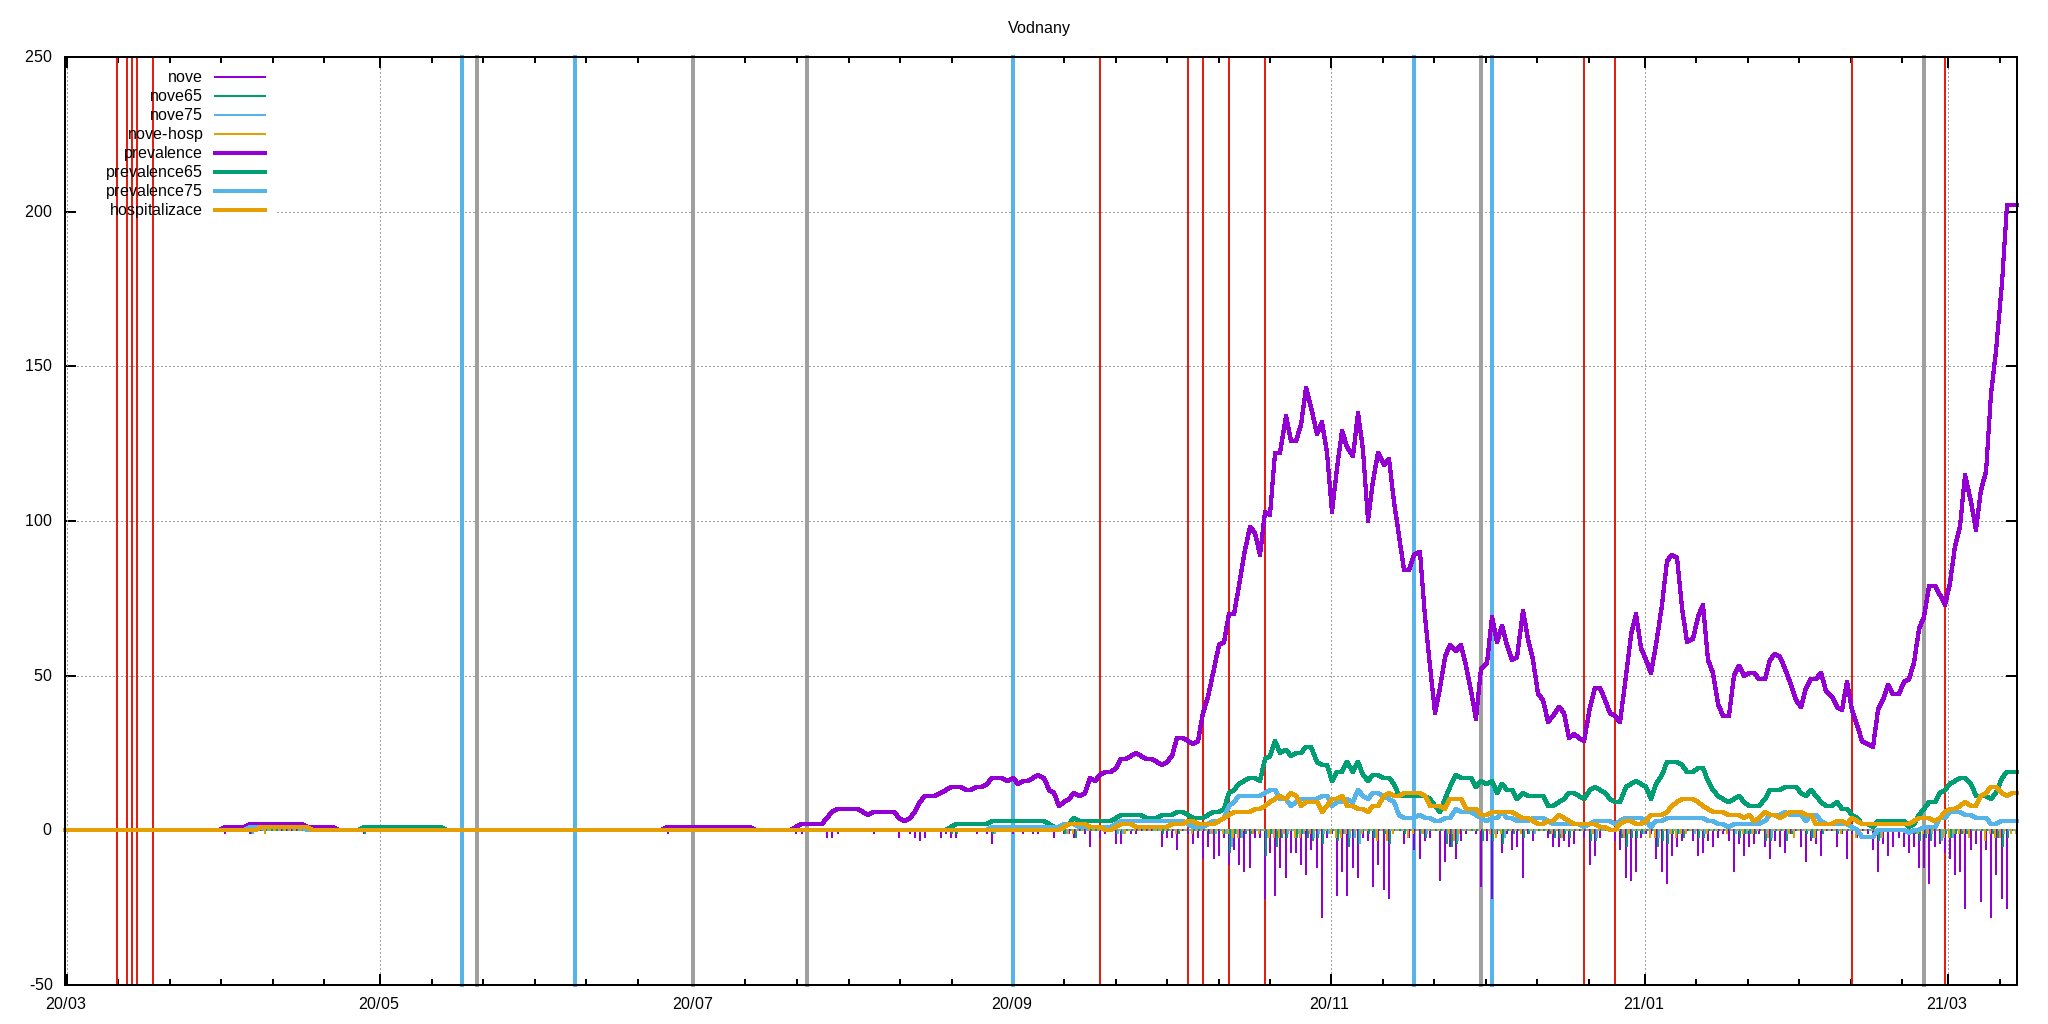 Vodnany
250
200
150
100
50
0
-50
nove
nove65
nove75
nove-hosp
prevalence
prevalence65
prevalence75
hospitalizace
20/03 20/05 20/07 20/09 20/11 21/01 21/03